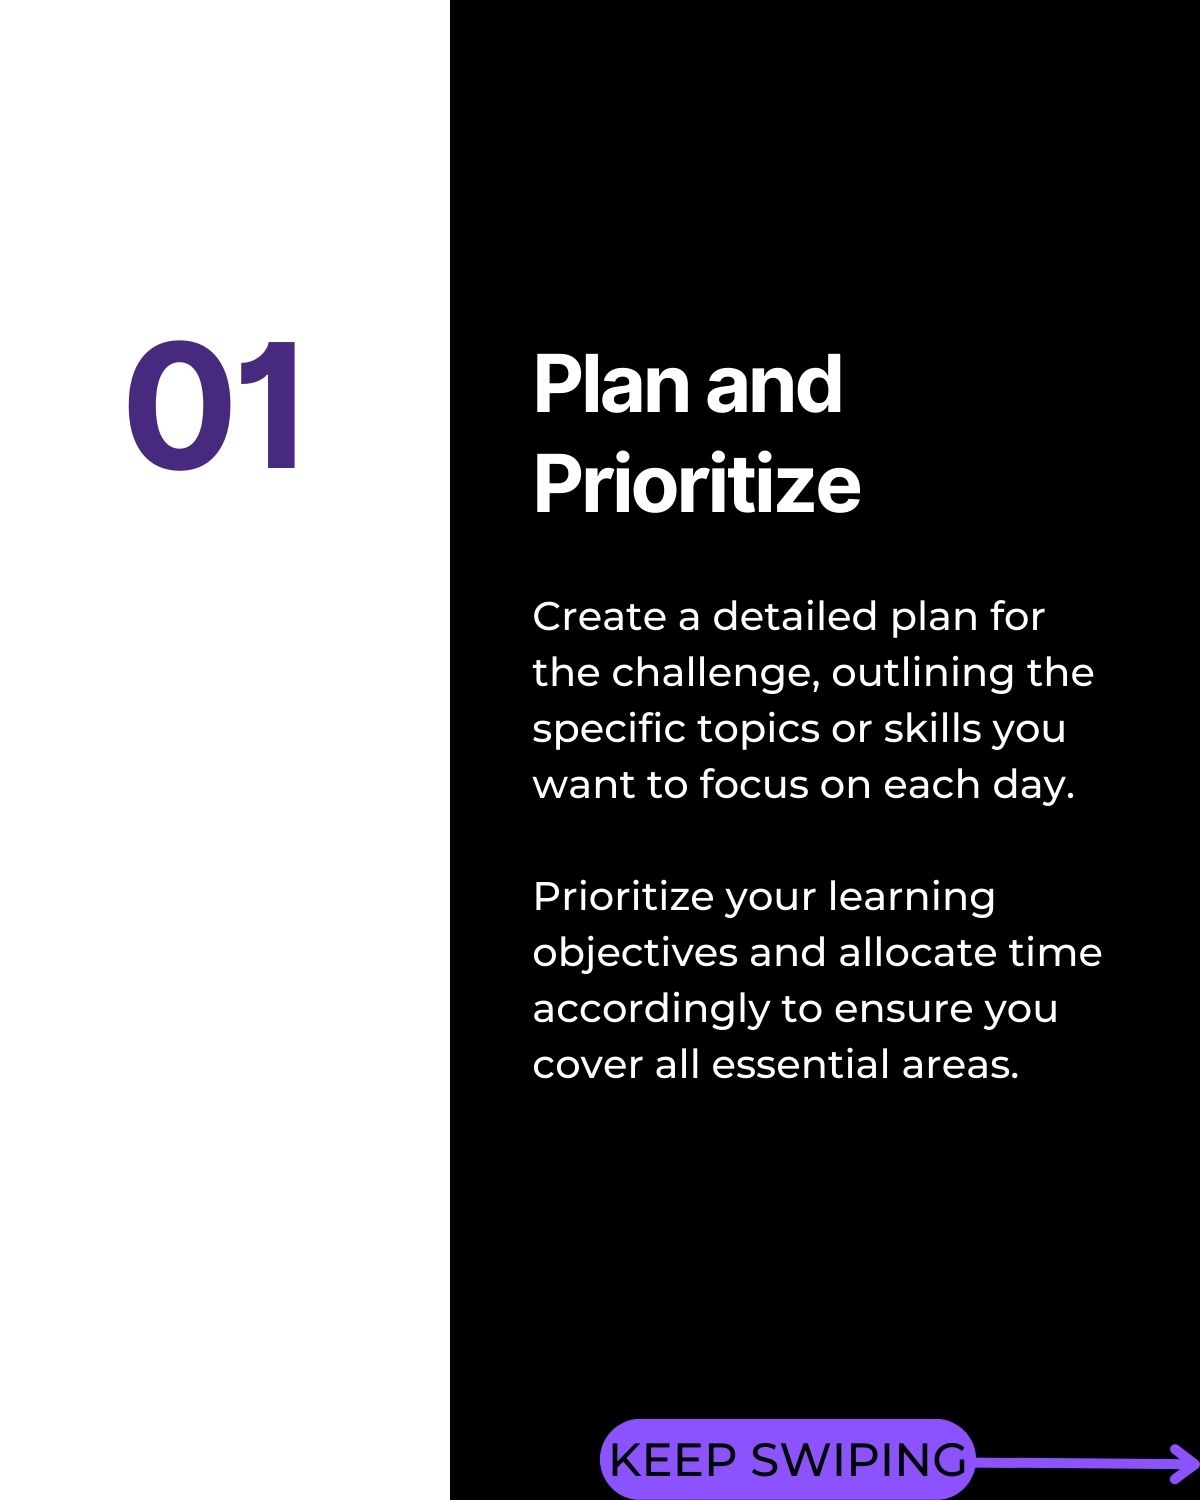 01
Plan and
Prioritize
Create a detailed plan for
the challenge, outlining the
specific topics or skills you
want to focus on each day.
Prioritize your learning
objectives and allocate time
accordingly to ensure you
cover all essential areas.
KEEP SWIPING